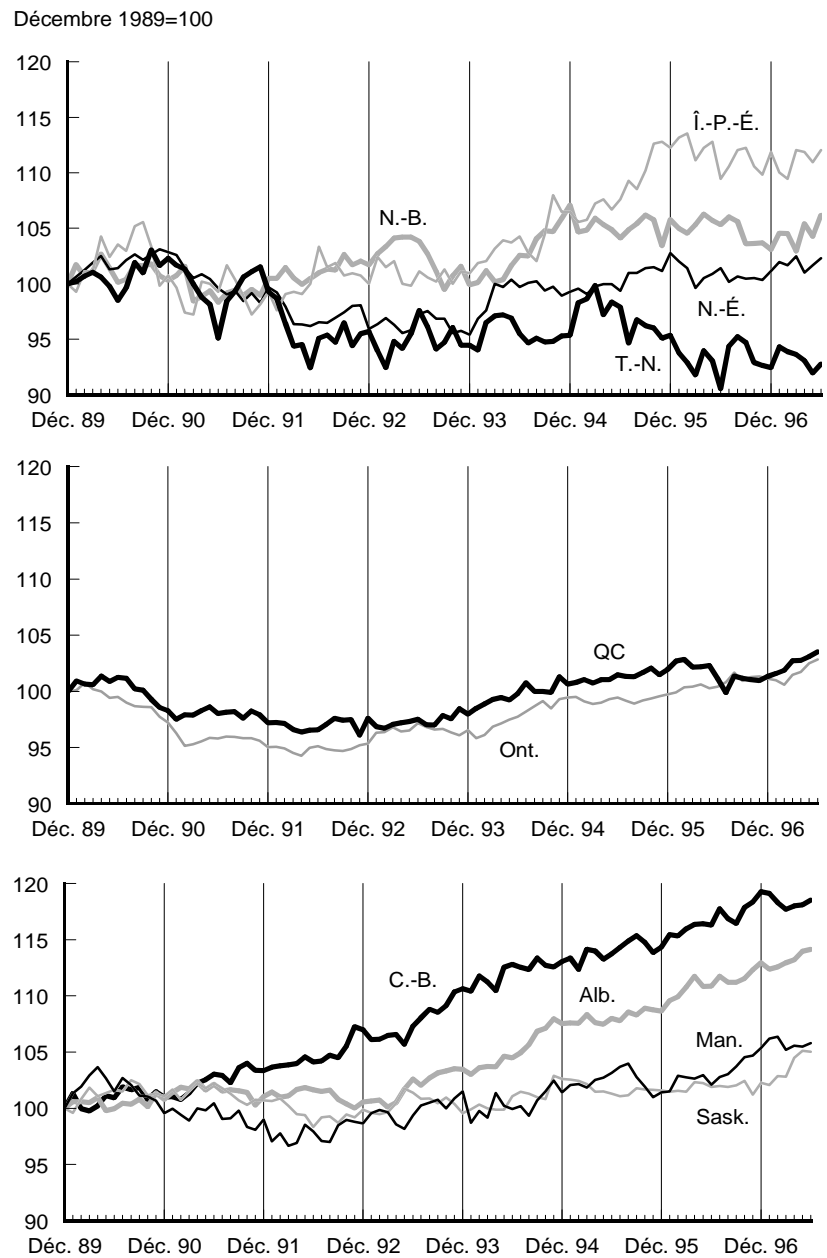 Décembre 1989=100
120
115
110
105
100
95
90
Î.-P.-É.
N.-B.
N.-É.
T.-N.
Déc. 89 Déc. 90 Déc. 91 Déc. 92 Déc. 93 Déc. 94 Déc. 95 Déc. 96
120
115
110
105
100
95
90
QC
Ont.
Déc. 89 Déc. 90 Déc. 91 Déc. 92 Déc. 93 Déc. 94 Déc. 95 Déc. 96
120
115
110
105
100
95
90
C.-B.
Alb.
Man.
Sask.
Déc. 89 Déc. 90 Déc. 91 Déc. 92 Déc. 93 Déc. 94 Déc. 95 Déc. 96